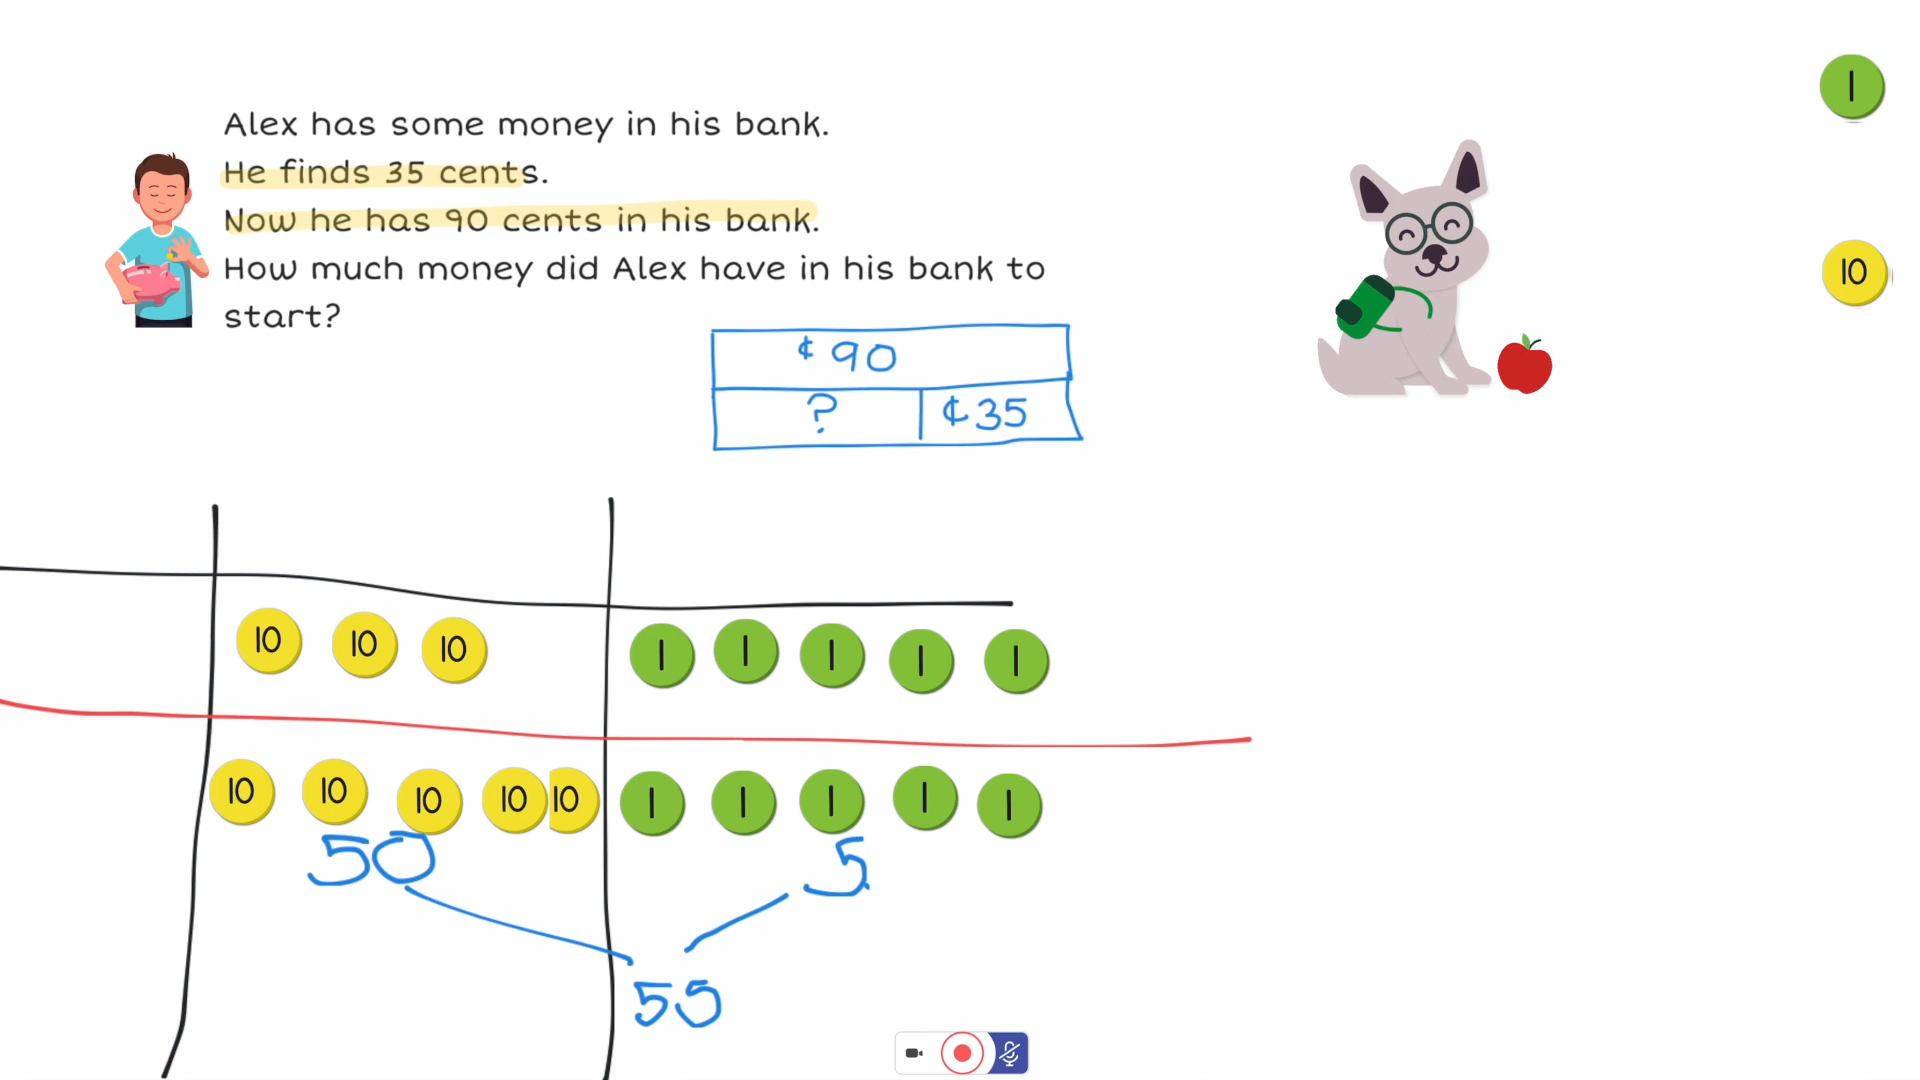 Alex has some money in his bank.
He finds 35 cents.
Now he has 90 cents in his bank.
How much money did Alex have in his bank to
start?
¢ 90
? ¢35
1
10
10 10 10 1 1 1 1 1
10 10 10 10 10 1 1 1 1 1
50 5
55